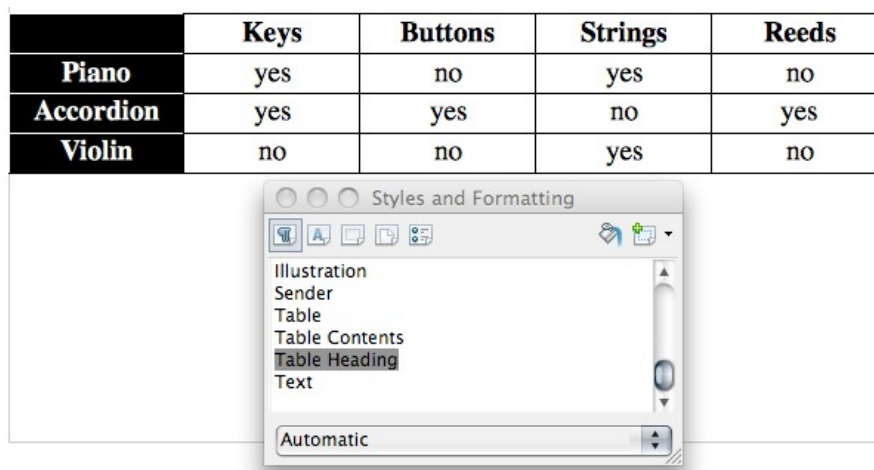 Keys Buttons Strings Reeds
Piano yes no yes no
Accordion yes yes no yes
Violin no no yes no
Styles and Formatting
Illustration
Sender
Table
Table Contents
Table Heading
Text
Automatic